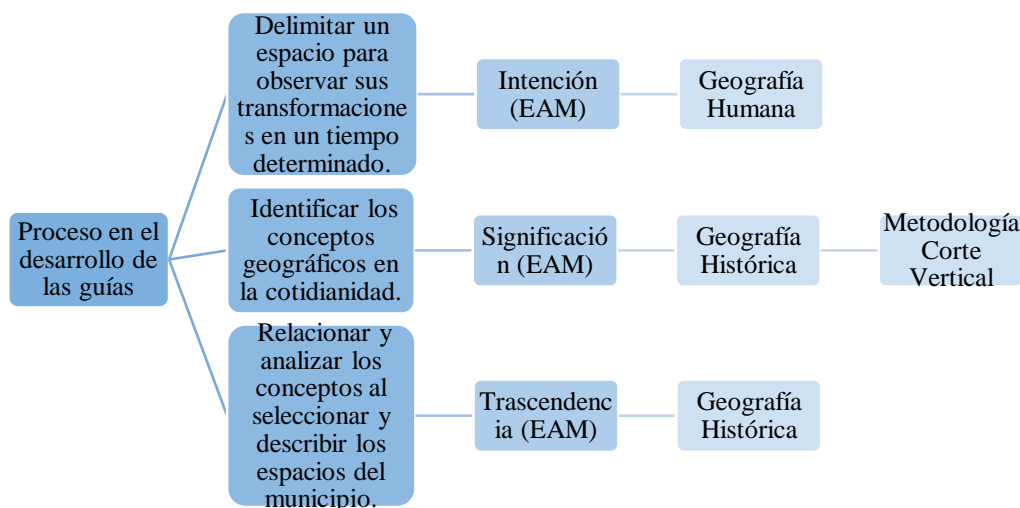 Proceso en el
desarrollo de
las guías
Delimitar un
espacio para
observar sus
transformacione
s en un tiempo
determinado.
Intención
(EAM)
Geografía
Humana
Identificar los
conceptos
geográficos en
la cotidianidad.
Significació
n (EAM)
Geografía
Histórica
Metodología
Corte
Vertical
Relacionar y
analizar los
conceptos al
seleccionar y
describir los
espacios del
municipio.
Trascendenc
ia (EAM)
Geografía
Histórica